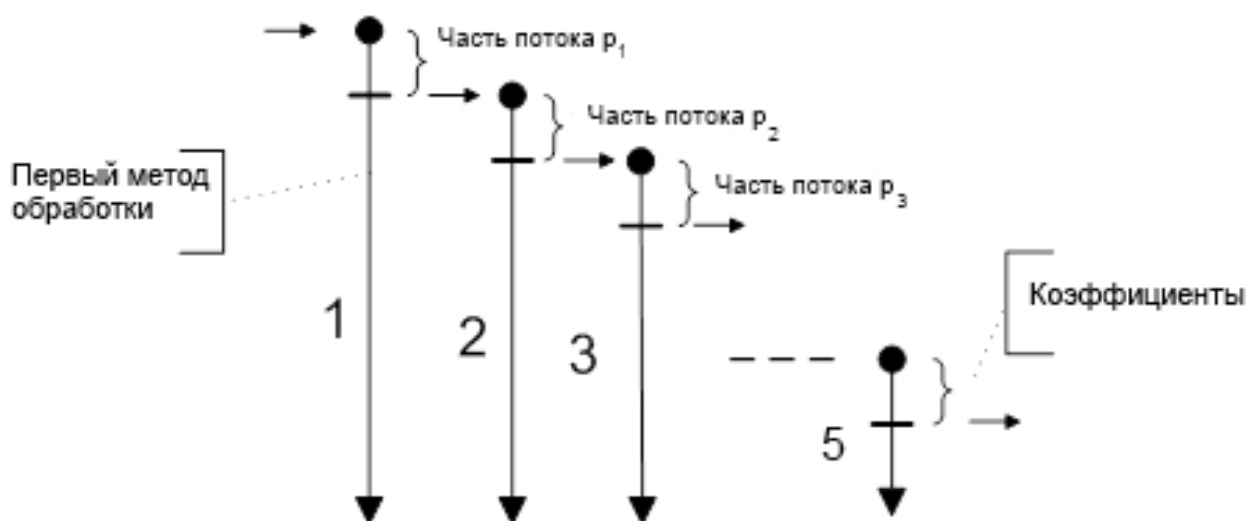 Часть потока p1
Часть потока p2
Часть потока p3
Первый метод
обработки
Коэффициенты
1
2
3
5